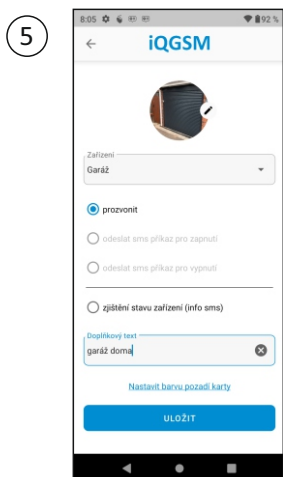 5
8:05 92 %
iQGSM
Zařízení
Garáž
prozvonit
odeslat sms příkaz pro zapnutí
odeslat sms příkaz pro vypnutí
zjištění stavu zařízení (info sms)
Doplňkový text
garáž doma
Nastavit barvu pozadí karty
ULOŽIT